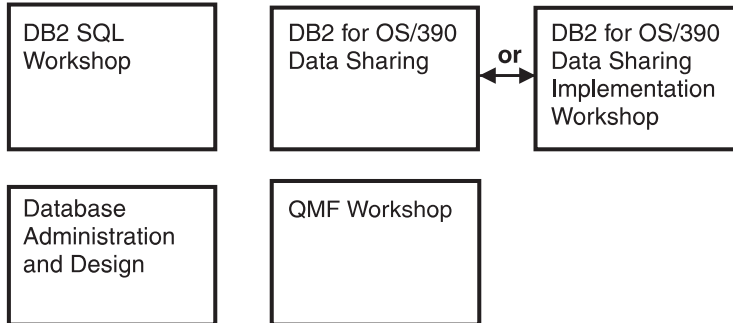 DB2 SQL
Workshop
DB2 for OS/390
Data Sharing
or
DB2 for OS/390
Data Sharing
Implementation
Workshop
Database
Administration
and Design
QMF Workshop